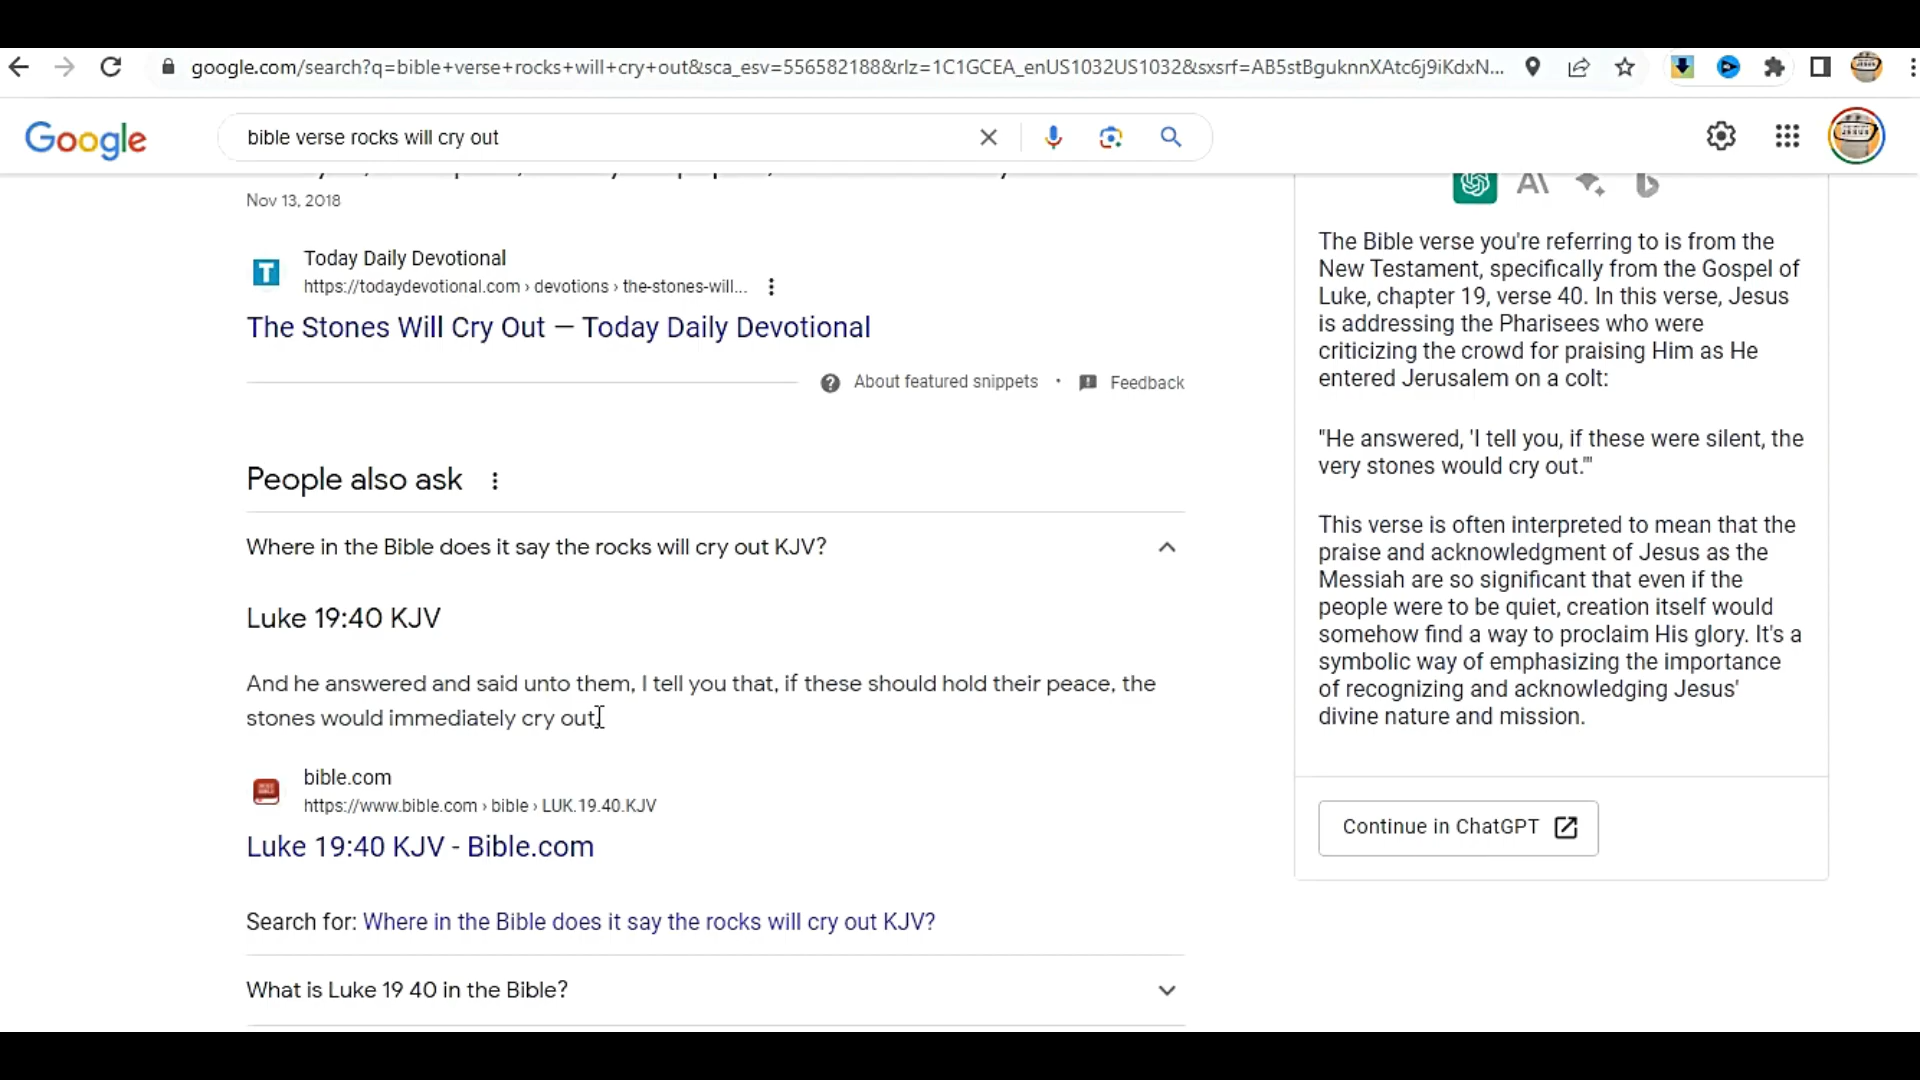 google.com/search?q=bible+verse+rocks+will+cry+out&sca_esv=556582188&rlz=1C1GCEA_enUS1032US1032&sxsrf=AB5stBguknnXAtc6j9iKdxN...
Google
bible verse rocks will cry out
Nov 13, 2018
Today Daily Devotional
https://todaydevotional.com › devotions › the-stones-will...
The Stones Will Cry Out — Today Daily Devotional
About featured snippets • Feedback
People also ask
Where in the Bible does it say the rocks will cry out KJV?
Luke 19:40 KJV
And he answered and said unto them, I tell you that, if these should hold their peace, the
stones would immediately cry out.
bible.com
https://www.bible.com › bible › LUK.19.40.KJV
Luke 19:40 KJV - Bible.com
Search for: Where in the Bible does it say the rocks will cry out KJV?
What is Luke 19 40 in the Bible?
The Bible verse you're referring to is from the
New Testament, specifically from the Gospel of
Luke, chapter 19, verse 40. In this verse, Jesus
is addressing the Pharisees who were
criticizing the crowd for praising Him as He
entered Jerusalem on a colt:
"He answered, 'I tell you, if these were silent, the
very stones would cry out.'"
This verse is often interpreted to mean that the
praise and acknowledgment of Jesus as the
Messiah are so significant that even if the
people were to be quiet, creation itself would
somehow find a way to proclaim His glory. It's a
symbolic way of emphasizing the importance
of recognizing and acknowledging Jesus'
divine nature and mission.
Continue in ChatGPT